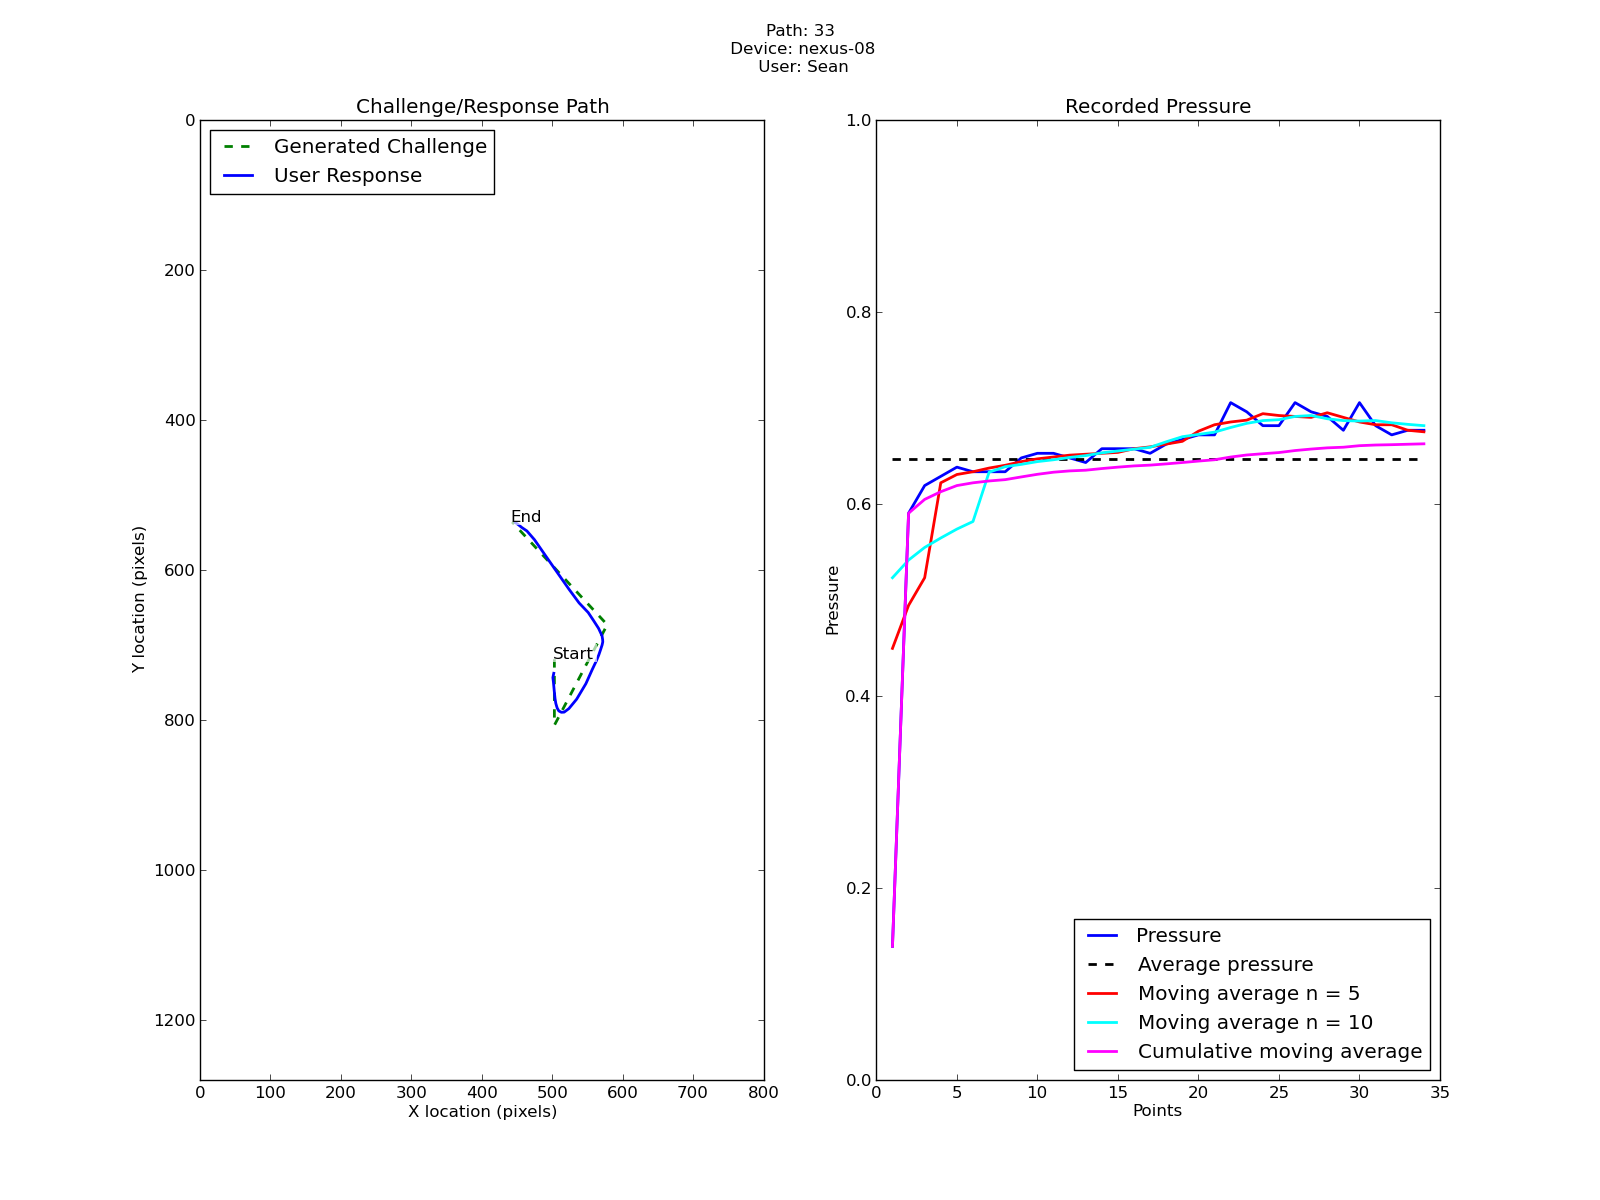 Path: 33
Device: nexus-08
User: Sean
Challenge/Response Path
Generated Challenge
User Response
0
200
400
600
800
1000
1200
Y location (pixels)
End
Start
0 100 200 300 400 500 600 700 800
X location (pixels)
Recorded Pressure
1.0
0.8
0.6
0.4
0.2
0.0
Pressure
Pressure
Average pressure
Moving average n = 5
Moving average n = 10
Cumulative moving average
0 5 10 15 20 25 30 35
Points